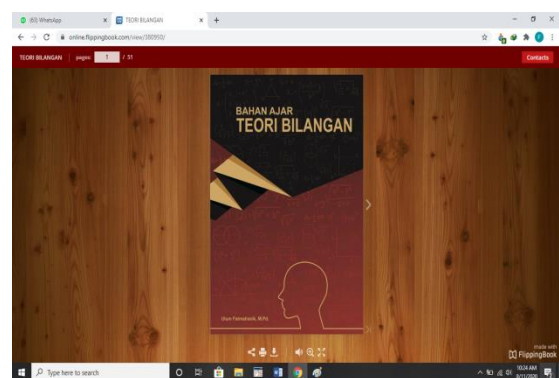 (60) WhatsApp
TEORI BILANGAN
online.flippingbook.com/view/200950/
TEORI BILANGAN
pages:
1
/ 31
Contacts
BAHAN AJAR
TEORI BILANGAN
made with
FlippingBook
Type here to search
10:24 AM